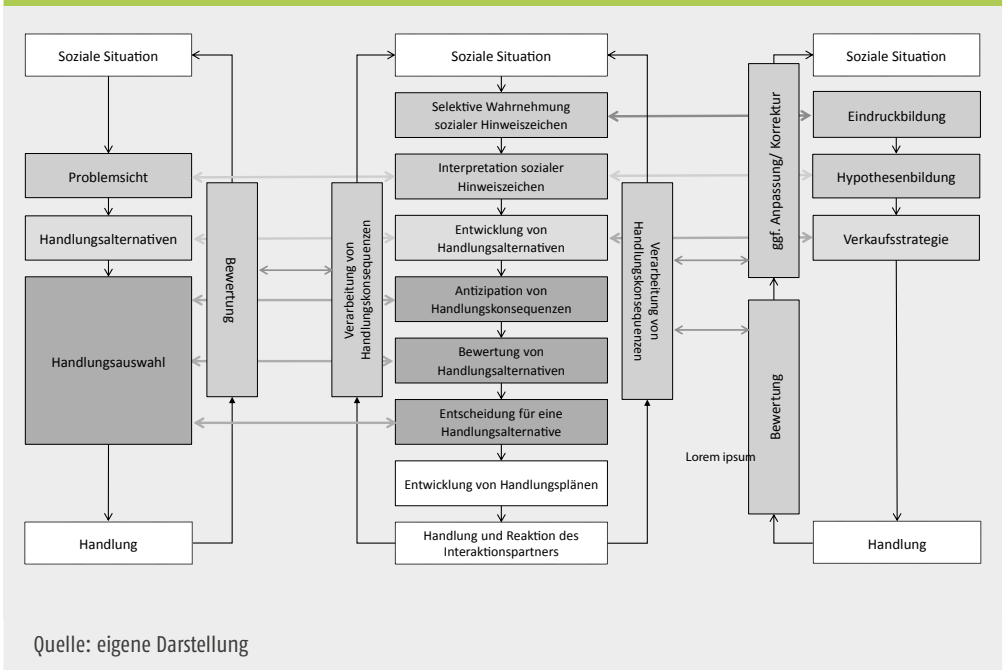 Soziale Situation
Problemsicht
Handlungsalternativen
Handlungsauswahl
Handlung
Bewertung
Verarbeitung von
Handlungskonsequenzen
Soziale Situation
Selektive Wahrnehmung
sozialer Hinweiszeichen
Interpretation sozialer
Hinweiszeichen
Entwicklung von
Handlungsalternativen
Antizipation von
Handlungskonsequenzen
Bewertung von
Handlungsalternativen
Entscheidung für eine
Handlungsalternative
Entwicklung von Handlungsplänen
Handlung und Reaktion des
Interaktionspartners
Verarbeitung von
Handlungskonsequenzen
Lorem ipsum
ggf. Anpassung/ Korrektur
Bewertung
Soziale Situation
Eindruckbildung
Hypothesenbildung
Verkaufsstrategie
Handlung
Quelle: eigene Darstellung